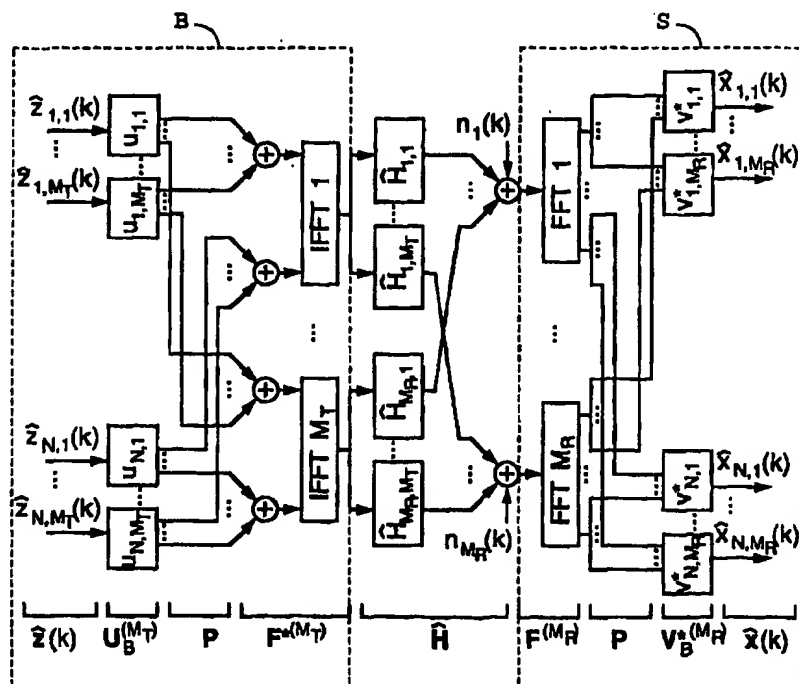 B
S
ẑ1,1(k)
u1,1
ẑ1,MT(k)
u1,MT
IFFT 1
Ĥ1,1
Ĥ1,MT
n1(k)
FFT 1
v*1,1
x̂1,1(k)
v*1,MR
x̂1,MR(k)
ẑN,1(k)
uN,1
ẑN,MT(k)
uN,MT
IFFT MT
ĤMR,1
ĤMR,MT
nMR(k)
FFT MR
v*N,1
x̂N,1(k)
v*N,MR
x̂N,MR(k)
ẑ(k) UB(MT) P F*(MT) Ĥ F(MR) P VB*(MR) x̂(k)